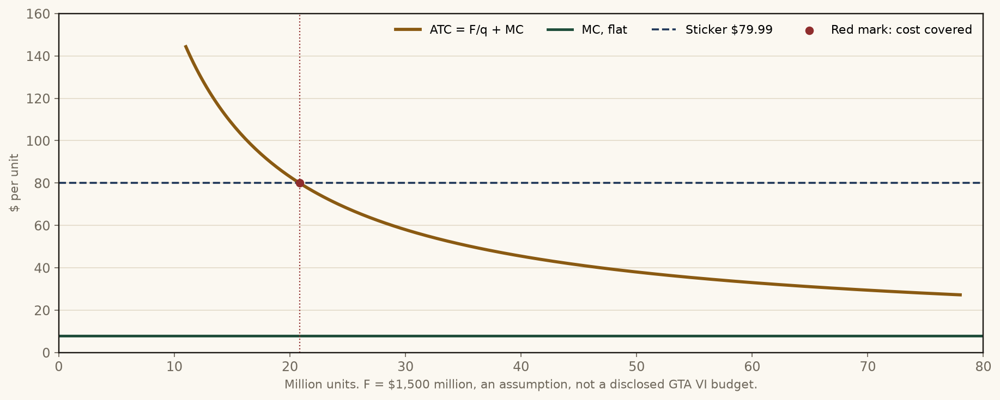 160
140
120
100
80
60
40
20
0
$ per unit
ATC = F/q + MC
MC, flat
Sticker $79.99
Red mark: cost covered
0 10 20 30 40 50 60 70 80
Million units. F = $1,500 million, an assumption, not a disclosed GTA VI budget.